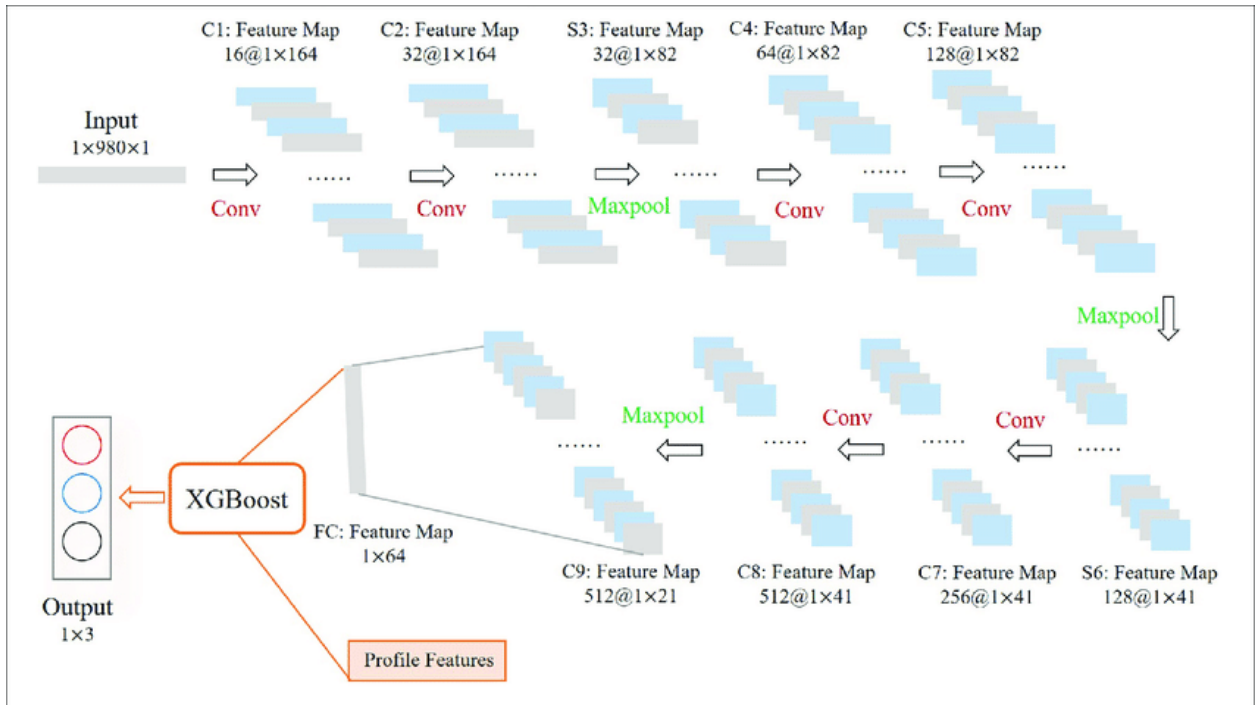 C1: Feature Map
16@1×164
C2: Feature Map
32@1×164
S3: Feature Map
32@1×82
C4: Feature Map
64@1×82
C5: Feature Map
128@1×82
Input
1×980×1
......
......
......
......
......
Conv
Conv
Maxpool
Conv
Conv
Maxpool
Maxpool
Conv
Conv
......
......
......
......
XGBoost
FC: Feature Map
1×64
C9: Feature Map
512@1×21
C8: Feature Map
512@1×41
C7: Feature Map
256@1×41
S6: Feature Map
128@1×41
Output
1×3
Profile Features